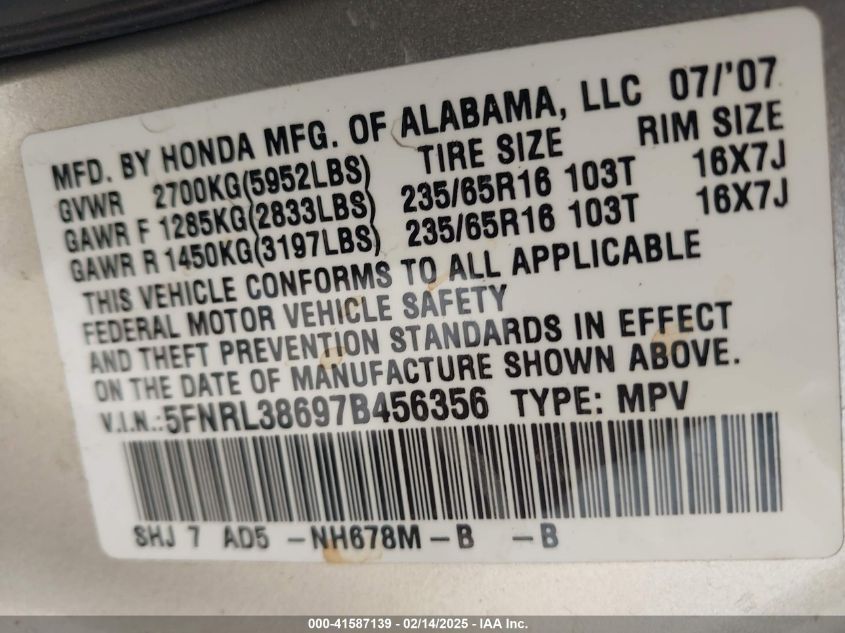 MFD. BY HONDA MFG. OF ALABAMA, LLC 07/'07
GVWR 2700KG(5952LBS) TIRE SIZE RIM SIZE
GAWR F 1285KG(2833LBS) 235/65R16 103T 16X7J
GAWR R 1450KG(3197LBS) 235/65R16 103T 16X7J
THIS VEHICLE CONFORMS TO ALL APPLICABLE
FEDERAL MOTOR VEHICLE SAFETY
AND THEFT PREVENTION STANDARDS IN EFFECT
ON THE DATE OF MANUFACTURE SHOWN ABOVE.
V.I.N.:5FNRL38697B456356 TYPE: MPV
SHJ 7 AD5 -NH678M-B -B
000-41587139 - 02/14/2025 - IAA Inc.